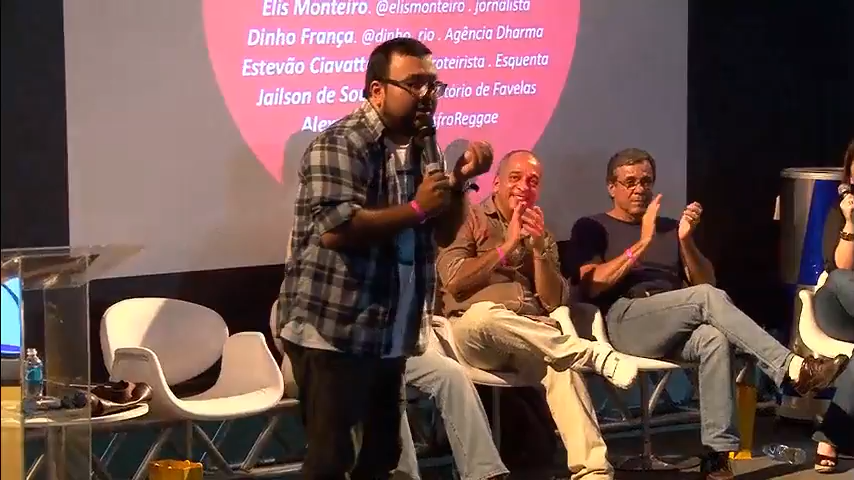 Elis Monteiro. @elismonteiro . jornalista
Dinho França. @dinho_rio . Agência Dharma
Estevão Ciavatt roteirista . Esquenta
Jailson de Sou de Favelas
AfroReggae